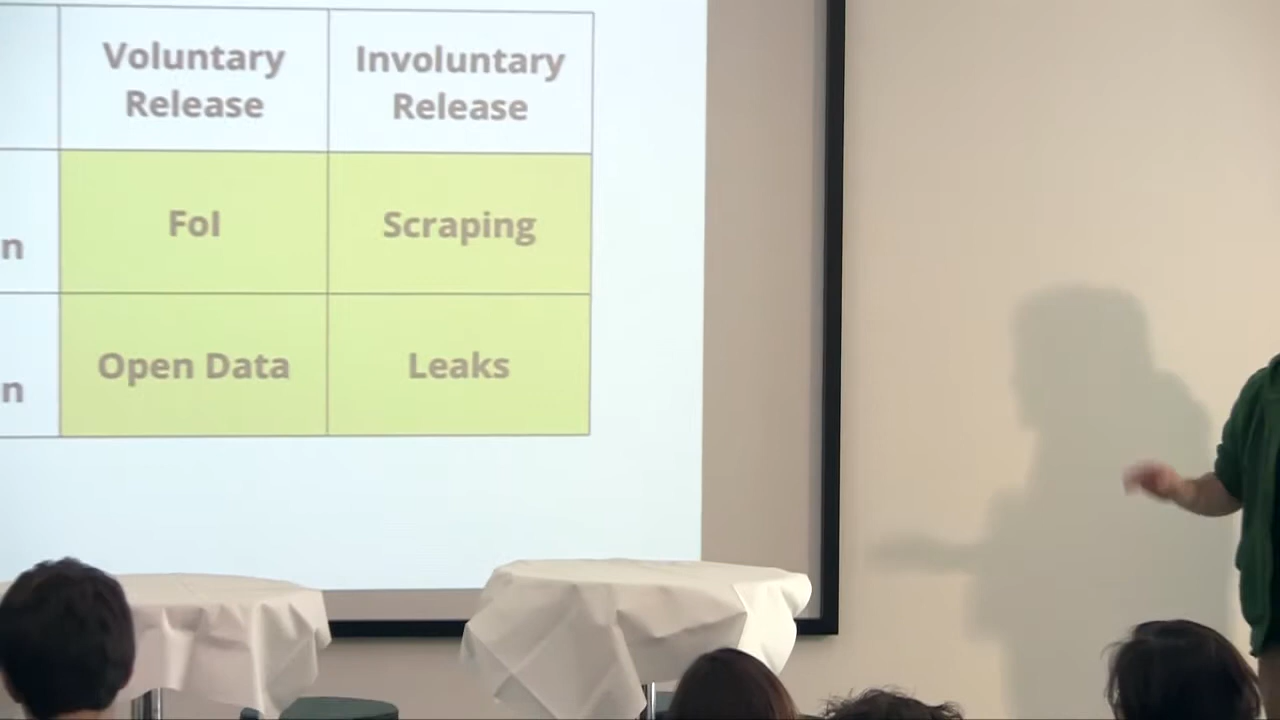 Voluntary
Release
Involuntary
Release
n
FoI
Scraping
n
Open Data
Leaks